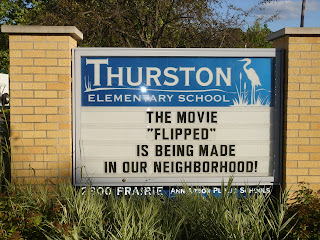 THURSTON
ELEMENTARY SCHOOL
THE MOVIE
"FLIPPED"
IS BEING MADE
IN OUR NEIGHBORHOOD!
2300 PRAIRIE ANN ARBOR PUBLIC SCHOOLS